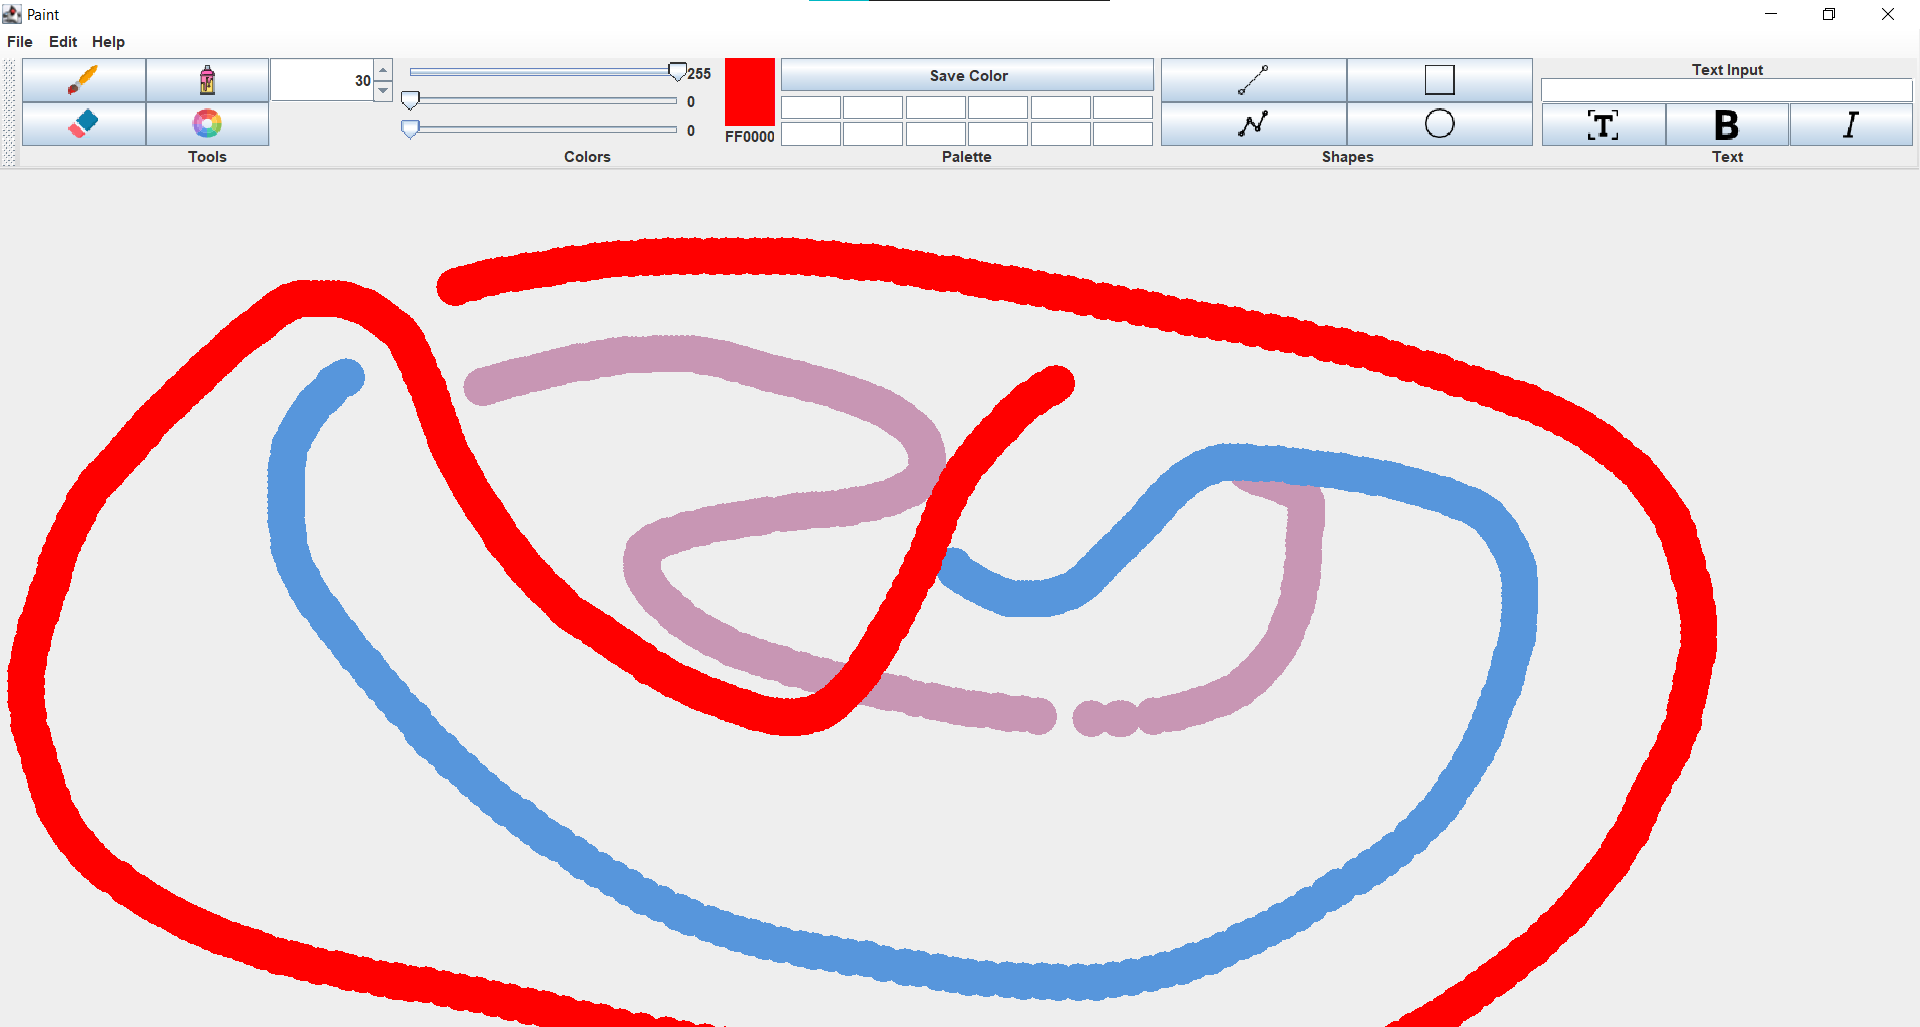 Paint
File Edit Help
30
255
0
0
FF0000
Save Color
Text Input
T B I
Tools Colors Palette Shapes Text